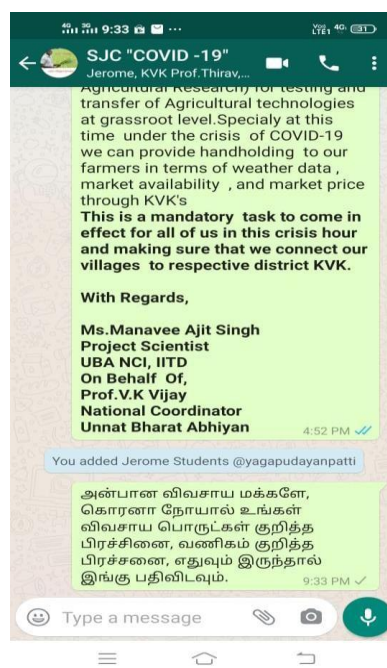 4G 3G 9:33 ... VoLTE1 4G 31
SJC "COVID -19"
Jerome, KVK Prof.Thirav,...
Agricultural Research) for testing and
transfer of Agricultural technologies
at grassroot level.Specialy at this
time under the crisis of COVID-19
we can provide handholding to our
farmers in terms of weather data ,
market availability , and market price
through KVK's
This is a mandatory task to come in
effect for all of us in this crisis hour
and making sure that we connect our
villages to respective district KVK.
With Regards,
Ms.Manavee Ajit Singh
Project Scientist
UBA NCI, IITD
On Behalf Of,
Prof.V.K Vijay
National Coordinator
Unnat Bharat Abhiyan
4:52 PM
You added Jerome Students @yagapudayanpatti
அன்பான விவசாய மக்களே,
கொரனா நோயால் உங்கள்
விவசாய பொருட்கள் குறித்த
பிரச்சினை, வணிகம் குறித்த
பிரச்சனை, எதுவும் இருந்தால்
இங்கு பதிவிடவும்.
9:33 PM
Type a message